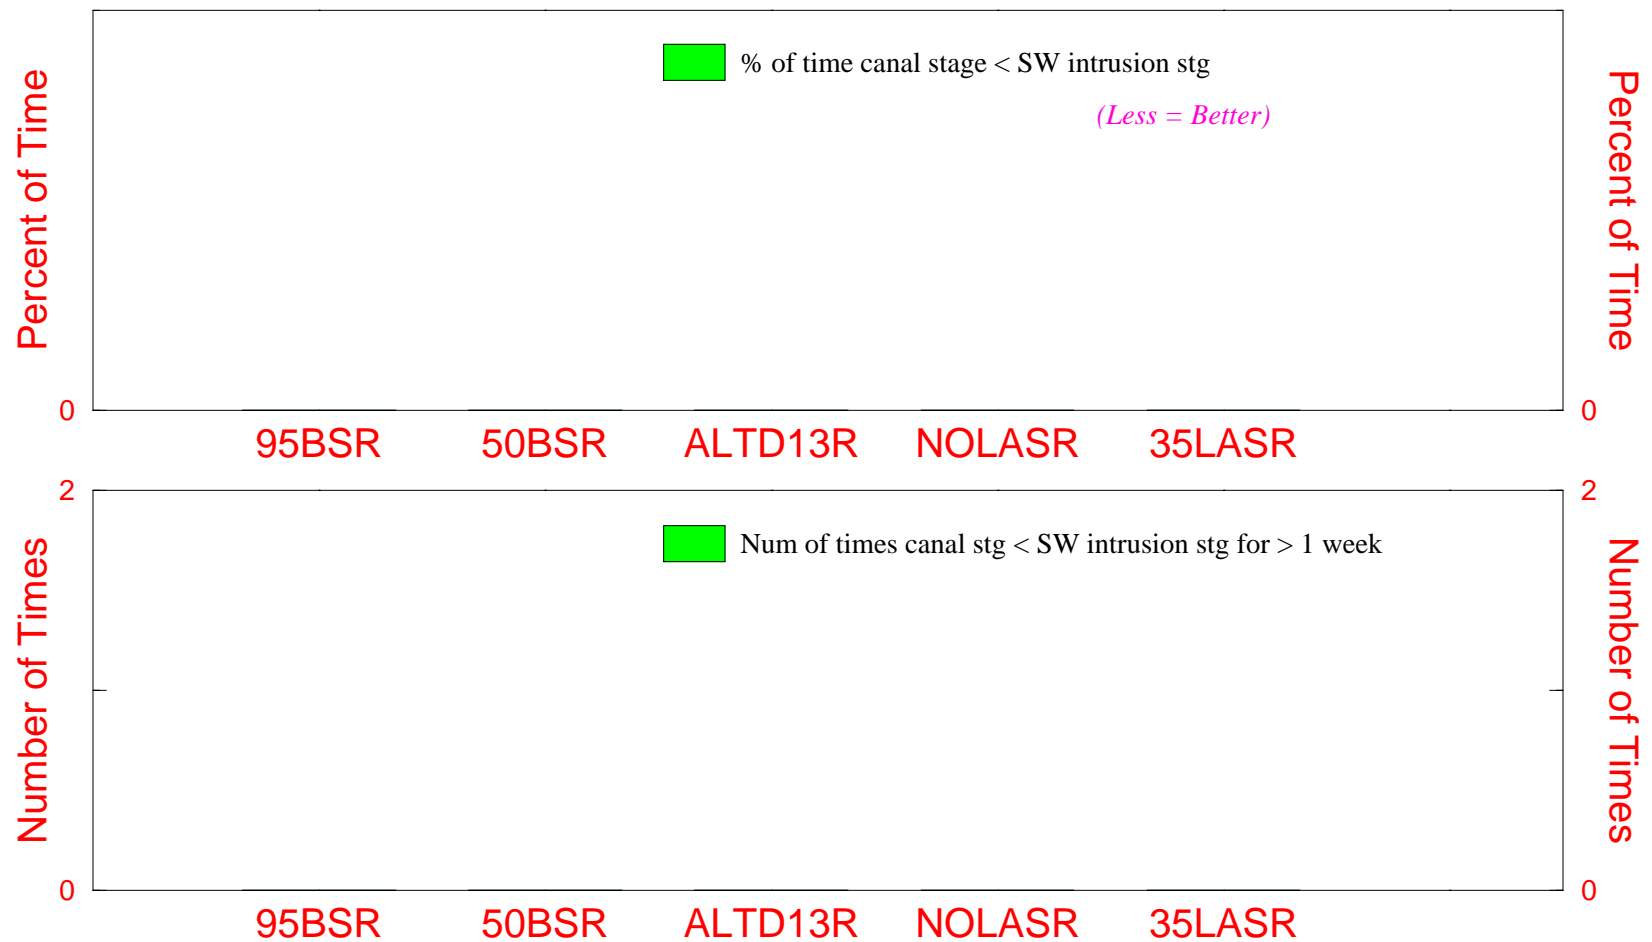 Percent of Time
% of time canal stage < SW intrusion stg
(Less = Better)
Percent of Time
0
0
95BSR 50BSR ALTD13R NOLASR 35LASR
2
2
Number of Times
Num of times canal stg < SW intrusion stg for > 1 week
Number of Times
0
0
95BSR 50BSR ALTD13R NOLASR 35LASR